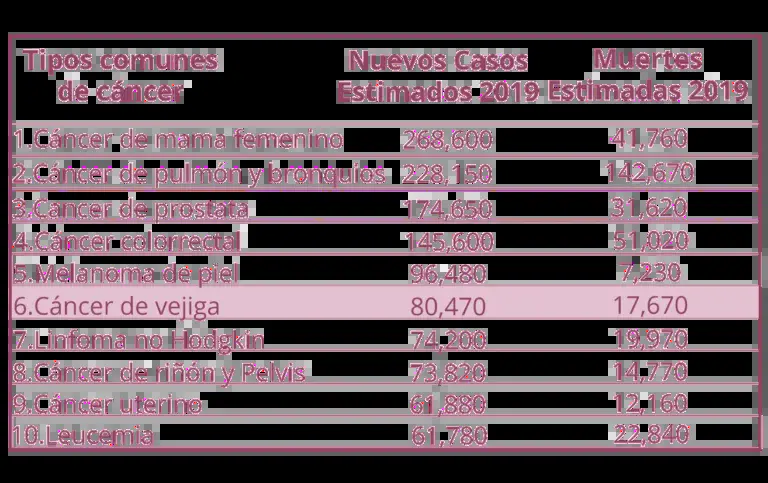 Tipos comunes Nuevos Casos Muertes
de cáncer Estimados 2019 Estimadas 2019
1.Cáncer de mama femenino 268,600 41,760
2.Cáncer de pulmón y bronquios 228,150 142,670
3.Cáncer de próstata 174,650 31,620
4.Cáncer colorrectal 145,600 51,020
5.Melanoma de piel 96,480 7,230
6.Cáncer de vejiga 80,470 17,670
7.Linfoma no Hodgkin 74,200 19,970
8.Cáncer de riñón y Pelvis 73,820 14,770
9.Cáncer uterino 61,880 12,160
10.Leucemia 61,780 22,840